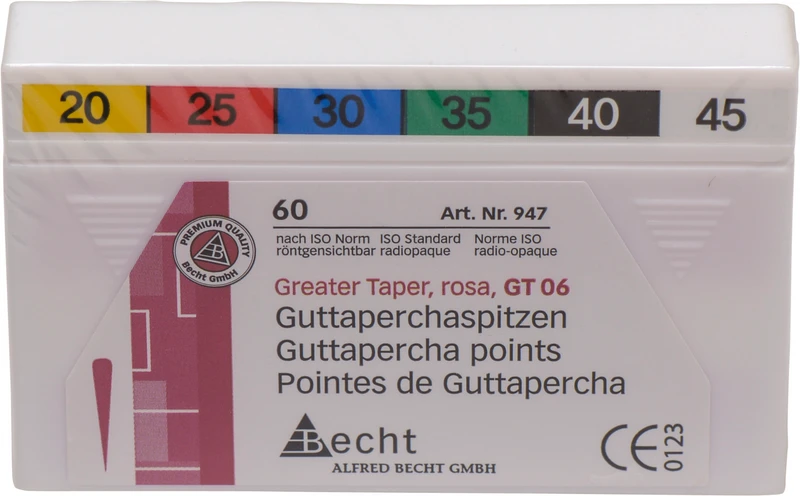 20 25 30 35 40 45
60 Art. Nr. 947
nach ISO Norm ISO Standard Norme ISO
röntgensichtbar radiopaque radio-opaque
PREMIUM QUALITY
B
Becht GmbH
Greater Taper, rosa, GT 06
Guttaperchaspitzen
Guttapercha points
Pointes de Guttapercha
Becht
ALFRED BECHT GMBH
CE 0123